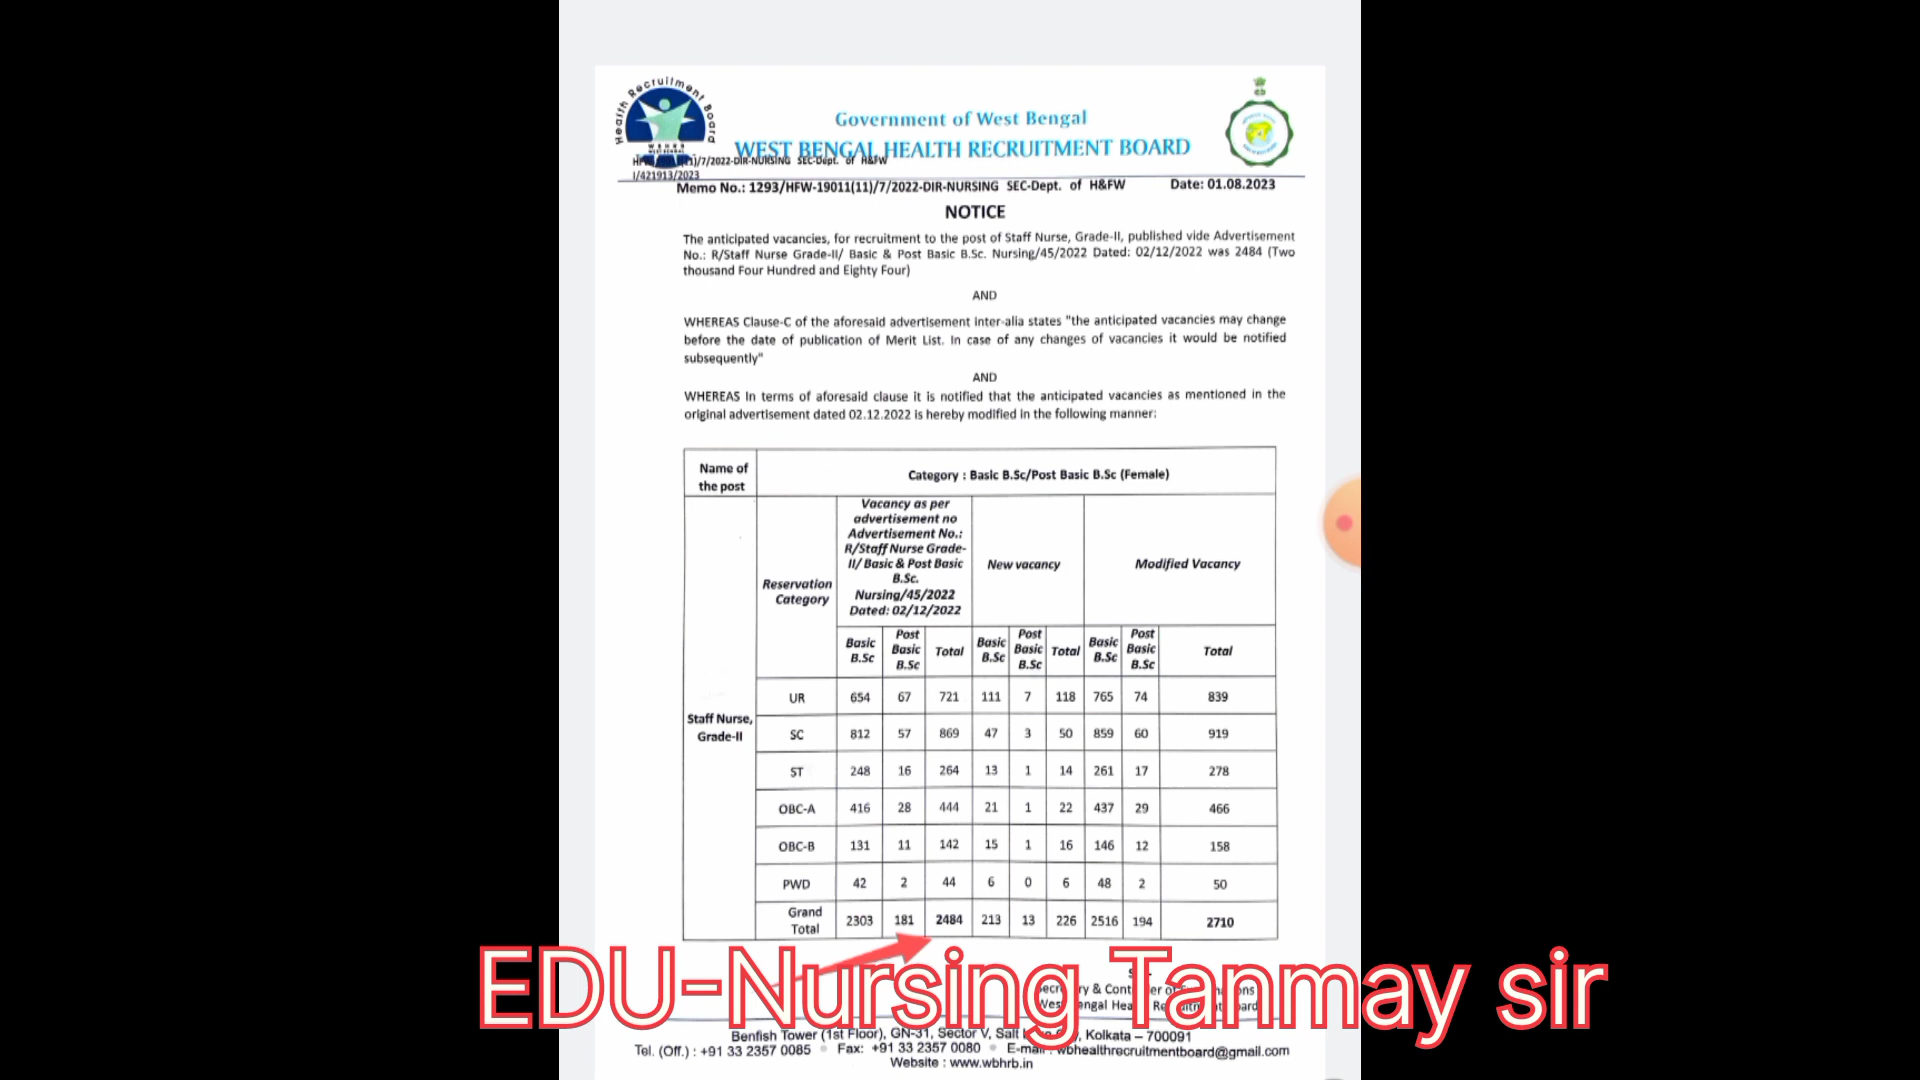 Health Recruitment Board
WBHRB
Government of West Bengal
WEST BENGAL HEALTH RECRUITMENT BOARD
/7/2022-DIR-NURSING SEC-Dept. of H&FW
I/421913/2023
Memo No.: 1293/HFW-19011(11)/7/2022-DIR-NURSING SEC-Dept. of H&FW Date: 01.08.2023
NOTICE
The anticipated vacancies, for recruitment to the post of Staff Nurse, Grade-II, published vide Advertisement
No.: R/Staff Nurse Grade-II/ Basic & Post Basic B.Sc. Nursing/45/2022 Dated: 02/12/2022 was 2484 (Two
thousand Four Hundred and Eighty Four)
AND
WHEREAS Clause-C of the aforesaid advertisement Inter-alia states "the anticipated vacancies may change
before the date of publication of Merit List. In case of any changes of vacancies it would be notified
subsequently"
AND
WHEREAS In terms of aforesaid clause it is notified that the anticipated vacancies as mentioned in the
original advertisement dated 02.12.2022 is hereby modified in the following manner:
Name of
the post
Category : Basic B.Sc/Post Basic B.Sc (Female)
Reservation
Category
Vacancy as per
advertisement no
Advertisement No.:
R/Staff Nurse Grade-
II/ Basic & Post Basic
B.Sc.
Nursing/45/2022
Dated: 02/12/2022
New vacancy
Modified Vacancy
Basic B.Sc Post Basic B.Sc Total Basic B.Sc Post Basic B.Sc Total Basic B.Sc Post Basic B.Sc Total
Staff Nurse,
Grade-II
UR 654 67 721 111 7 118 765 74 839
SC 812 57 869 47 3 50 859 60 919
ST 248 16 264 13 1 14 261 17 278
OBC-A 416 28 444 21 1 22 437 29 466
OBC-B 131 11 142 15 1 16 146 12 158
PWD 42 2 44 6 0 6 48 2 50
Grand Total 2303 181 2484 213 13 226 2516 194 2710
EDU-Nursing Tanmay sir
Benfish Tower (1st Floor), GN-31, Sector V, Salt Kolkata – 700091
Tel. (Off.) : +91 33 2357 0085 Fax: +91 33 2357 0080 E-mail : wbhealthrecruitmentboard@gmail.com
Website : www.wbhrb.in